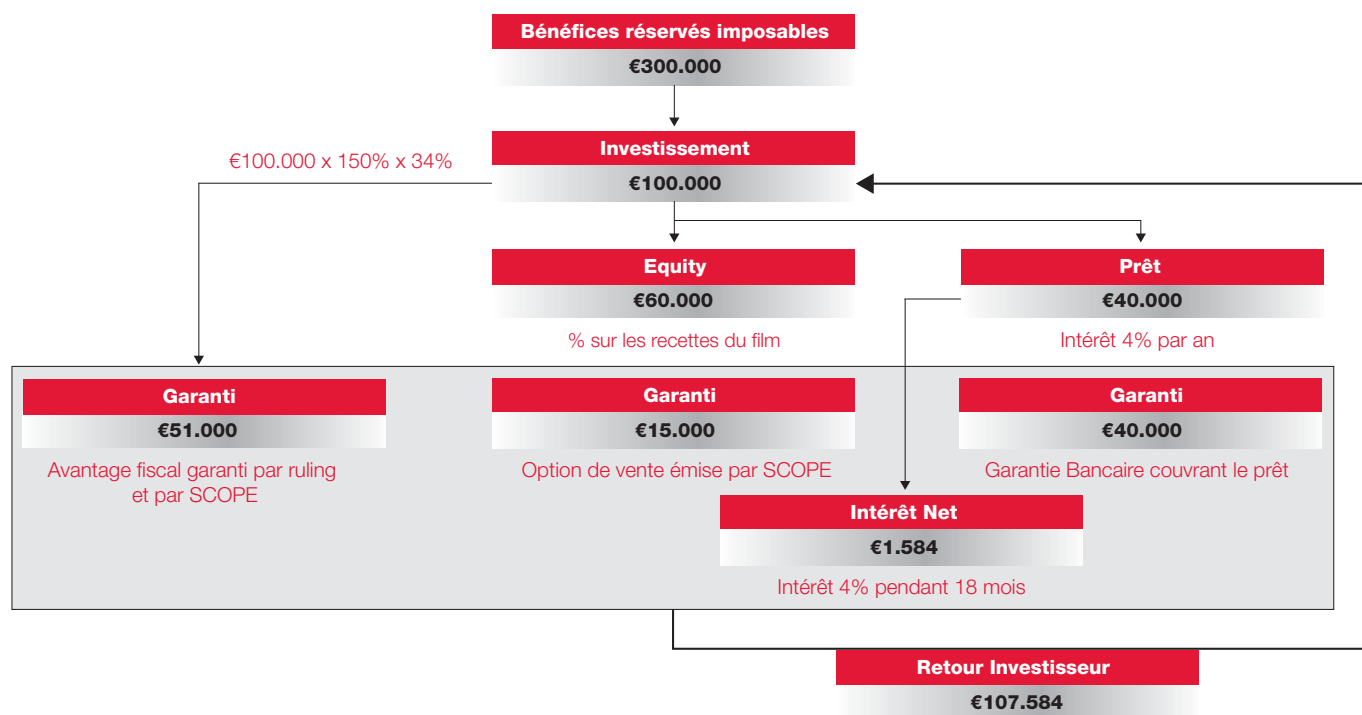 Bénéfices réservés imposables
€300.000
€100.000 x 150% x 34%
Investissement
€100.000
Equity
€60.000
% sur les recettes du film
Prêt
€40.000
Intérêt 4% par an
Garanti
€51.000
Avantage fiscal garanti par ruling
et par SCOPE
Garanti
€15.000
Option de vente émise par SCOPE
Garanti
€40.000
Garantie Bancaire couvrant le prêt
Intérêt Net
€1.584
Intérêt 4% pendant 18 mois
Retour Investisseur
€107.584